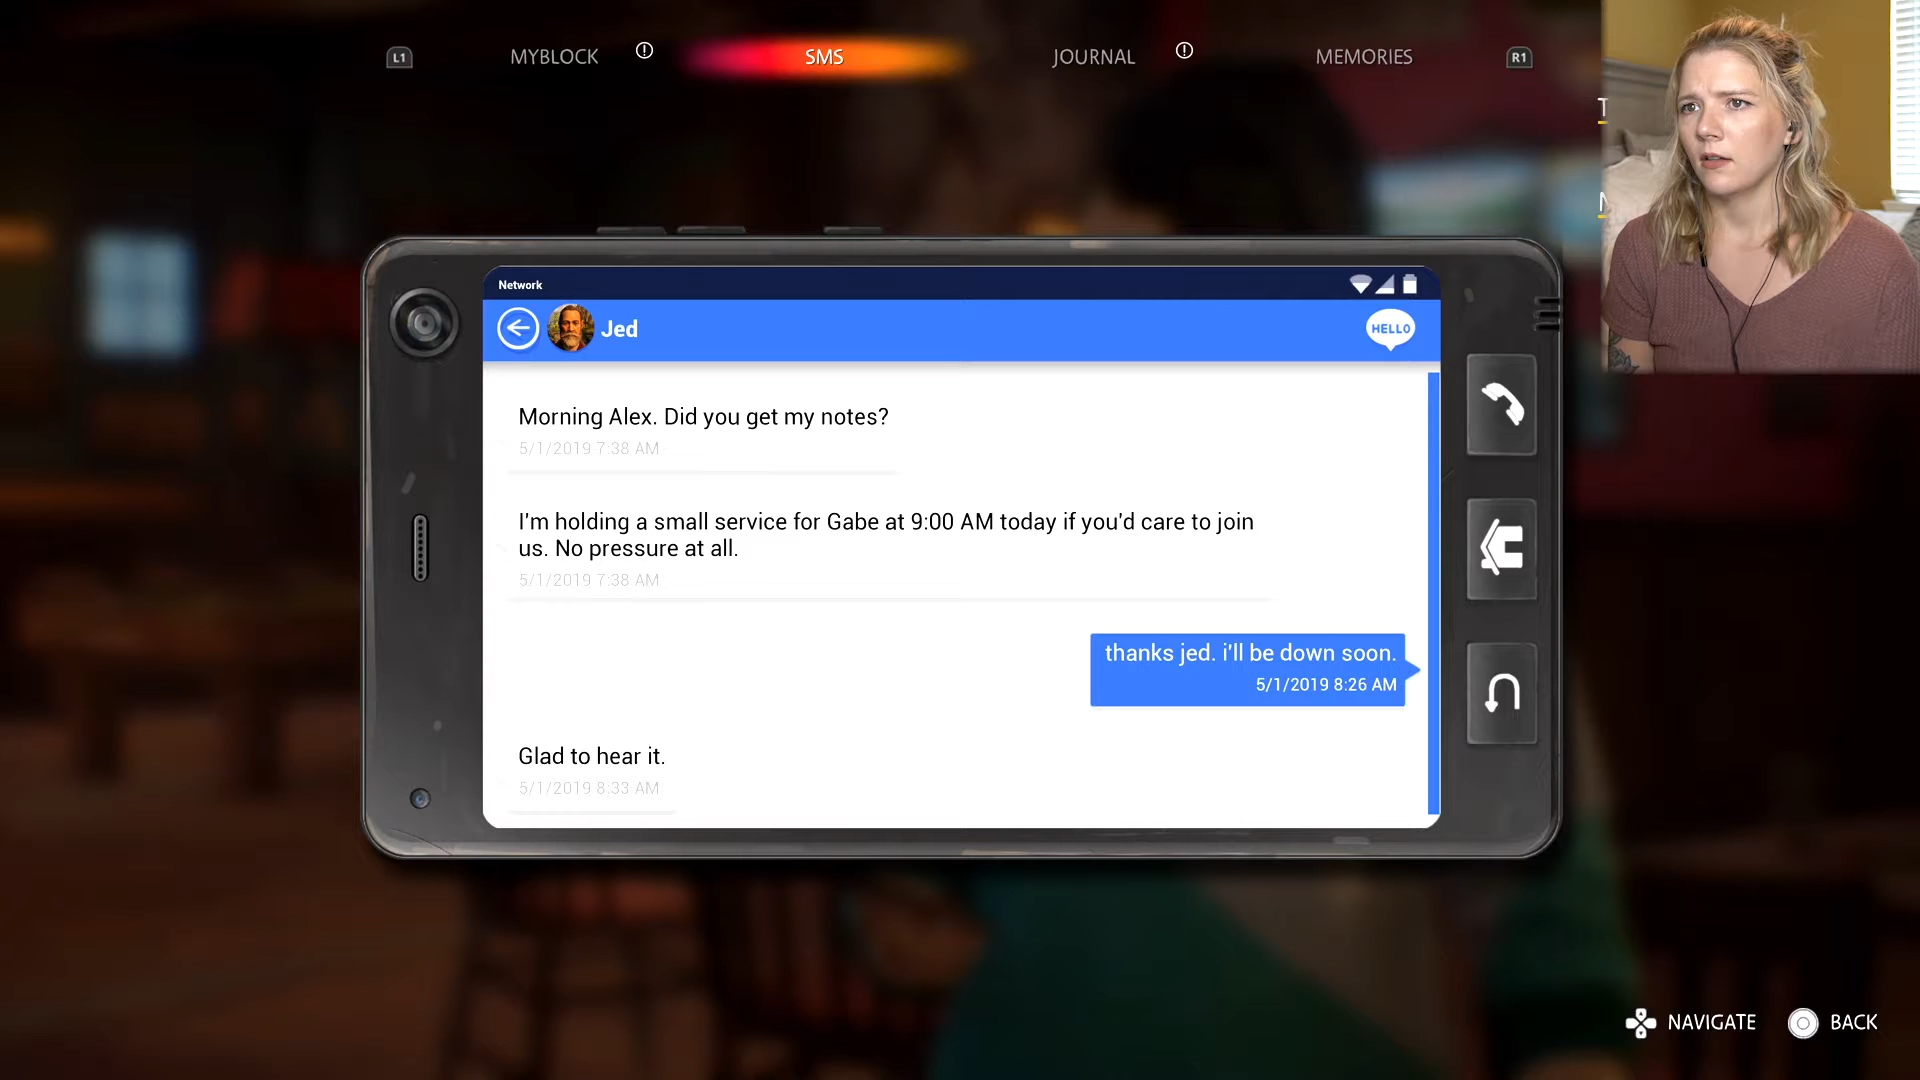 L1
MYBLOCK
SMS
JOURNAL
MEMORIES
R1
Network
Jed
HELLO
Morning Alex. Did you get my notes?
5/1/2019 7:38 AM
I'm holding a small service for Gabe at 9:00 AM today if you'd care to join
us. No pressure at all.
5/1/2019 7:38 AM
thanks jed. i'll be down soon.
5/1/2019 8:26 AM
Glad to hear it.
5/1/2019 8:33 AM
NAVIGATE
BACK